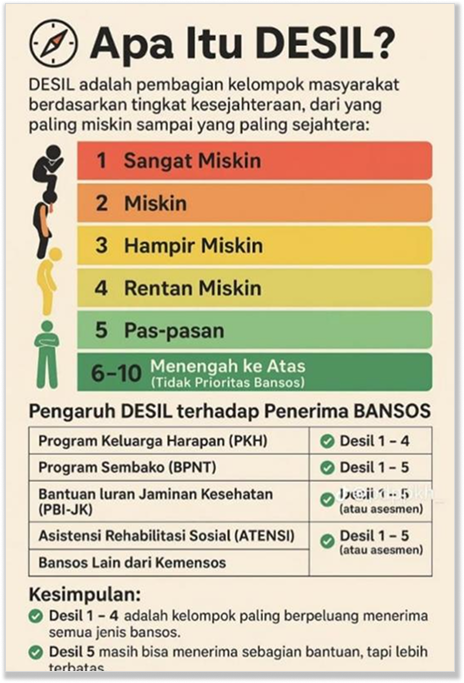 Apa Itu DESIL?
DESIL adalah pembagian kelompok masyarakat
berdasarkan tingkat kesejahteraan, dari yang
paling miskin sampai yang paling sejahtera:
1 Sangat Miskin
2 Miskin
3 Hampir Miskin
4 Rentan Miskin
5 Pas-pasan
6–10 Menengah ke Atas
(Tidak Prioritas Bansos)
Pengaruh DESIL terhadap Penerima BANSOS
Program Keluarga Harapan (PKH) Desil 1 – 4
Program Sembako (BPNT) Desil 1 – 5
Bantuan Iuran Jaminan Kesehatan
(PBI-JK)
5
(atau asesmen)
Asistensi Rehabilitasi Sosial (ATENSI) Desil 1 – 5
(atau asesmen)
Bansos Lain dari Kemensos
Kesimpulan:
Desil 1 – 4 adalah kelompok paling berpeluang menerima
semua jenis bansos.
Desil 5 masih bisa menerima sebagian bantuan, tapi lebih
terbatas